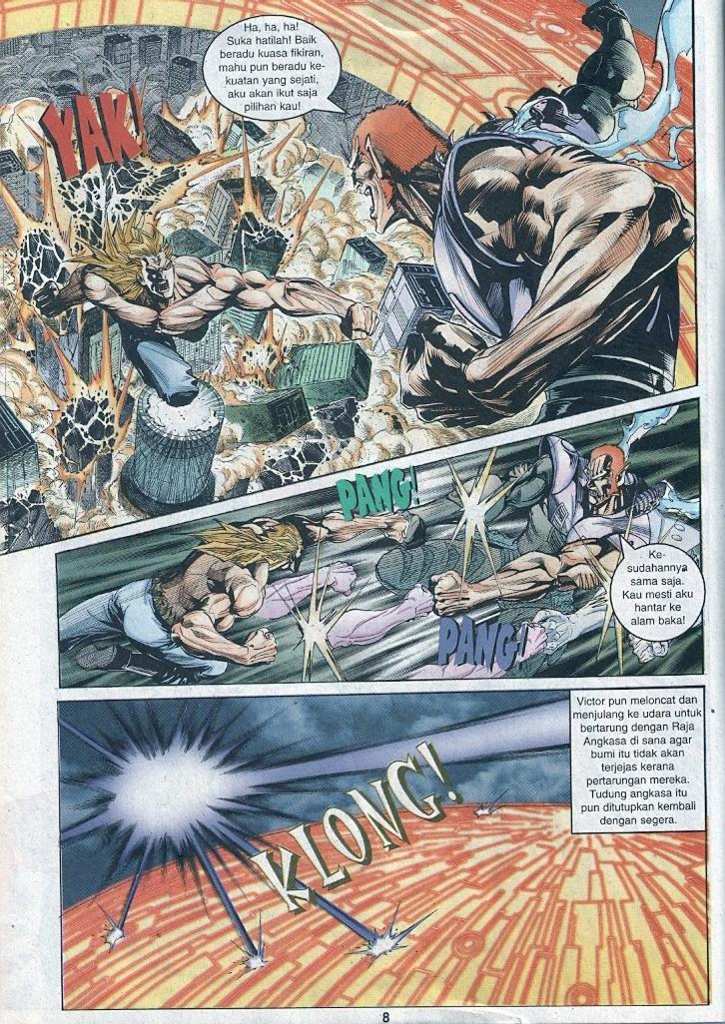 Ha, ha, ha!
Suka hatilah! Baik
beradu kuasa fikiran,
mahu pun beradu ke-
kuatan yang sejati,
aku akan ikut saja
pilihan kau!
YAK!
PANG!
Ke-
sudahannya
sama saja.
Kau mesti aku
hantar ke
alam baka!
PANG!
Victor pun meloncat dan
menjulang ke udara untuk
bertarung dengan Raja
Angkasa di sana agar
bumi itu tidak akan
terjejas kerana
pertarungan mereka.
Tudung angkasa itu
pun ditutupkan kembali
dengan segera.
KLONG!
8